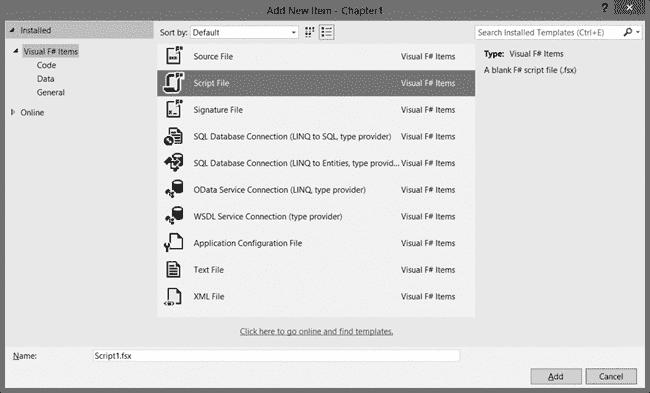 Add New Item - Chapter1
? ×
Installed
Sort by: Default
Search Installed Templates (Ctrl+E)
Visual F# Items
Code
Data
General
Online
Source File Visual F# Items
Script File Visual F# Items
Signature File Visual F# Items
SQL Database Connection (LINQ to SQL, type provider) Visual F# Items
SQL Database Connection (LINQ to Entities, type provid... Visual F# Items
OData Service Connection (LINQ, type provider) Visual F# Items
WSDL Service Connection (type provider) Visual F# Items
Application Configuration File Visual F# Items
Text File Visual F# Items
XML File Visual F# Items
Type: Visual F# Items
A blank F# script file (.fsx)
Click here to go online and find templates.
Name: Script1.fsx
Add Cancel